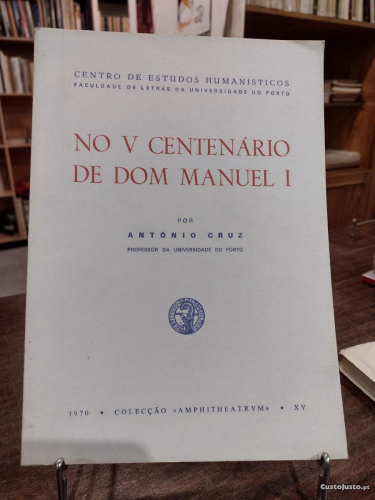 CENTRO DE ESTUDOS HUMANÍSTICOS
FACULDADE DE LETRAS DA UNIVERSIDADE DO PORTO
NO V CENTENÁRIO
DE DOM MANUEL I
POR
ANTÓNIO CRUZ
PROFESSOR DA UNIVERSIDADE DO PORTO
1970 • COLECÇÃO «AMPHITHEATRVM» • XV
CustoJusto.pt